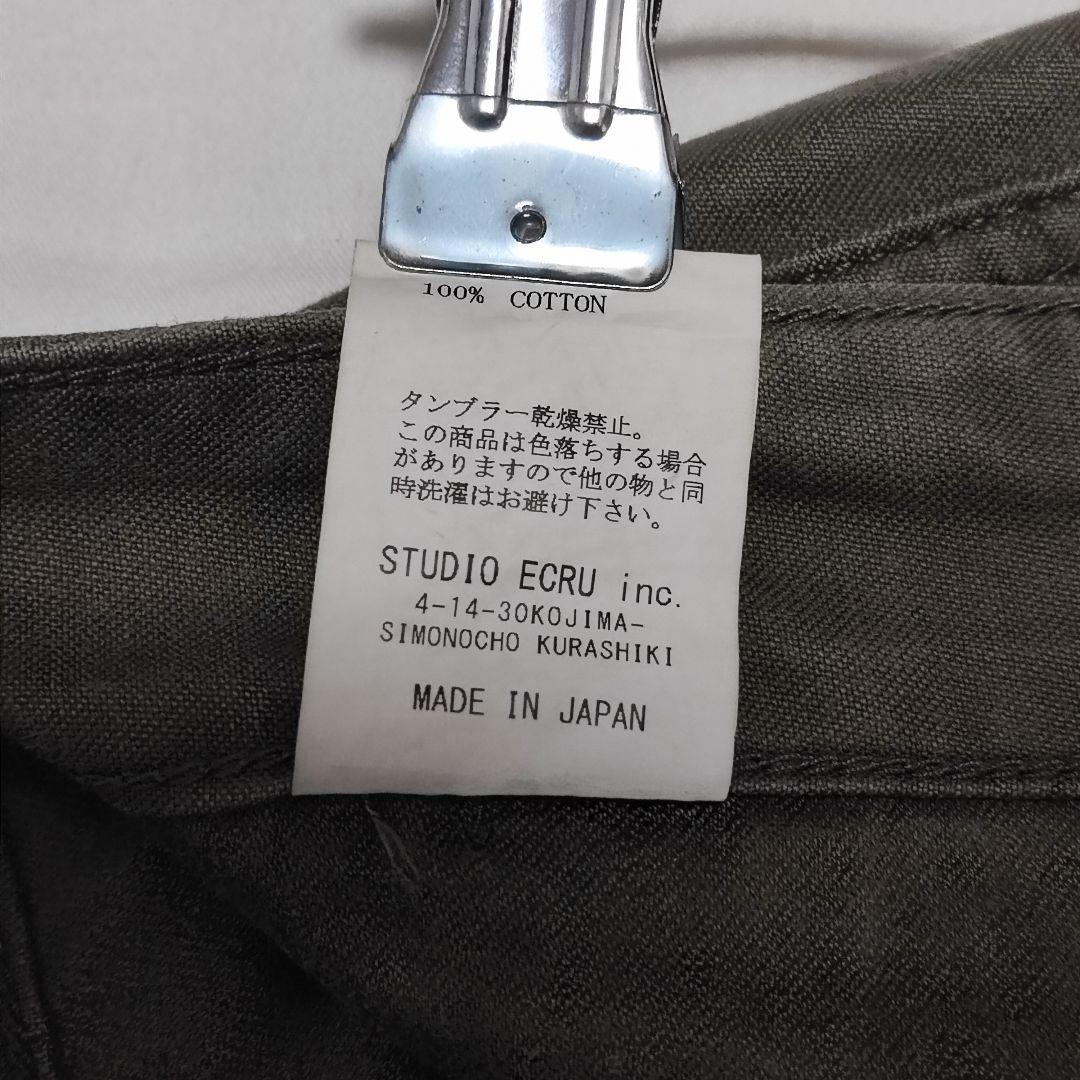 100% COTTON
タンブラー乾燥禁止。
この商品は色落ちする場合
がありますので他の物と同
時洗濯はお避け下さい。
STUDIO ECRU inc.
4-14-30KOJIMA-
SIMONOCHO KURASHIKI
MADE IN JAPAN